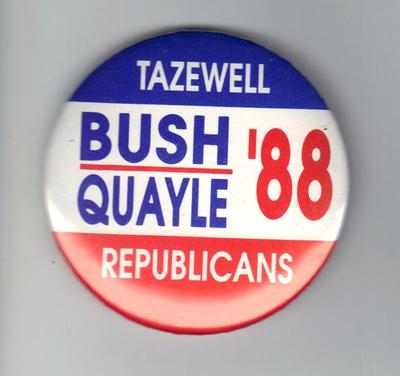 TAZEWELL
BUSH
QUAYLE
'88
REPUBLICANS